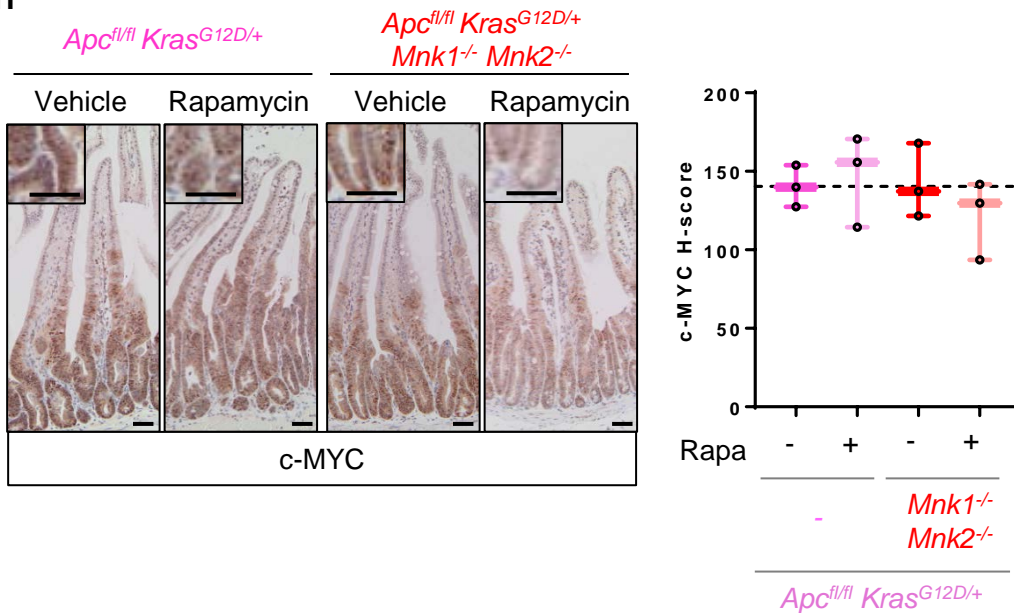 Apcfl/fl KrasG12D/+
Apcfl/fl KrasG12D/+
Mnk1-/- Mnk2-/-
Vehicle Rapamycin Vehicle Rapamycin
c-MYC
c-MYC H-score
200
150
100
50
0
Rapa - + - +
-
Mnk1-/-
Mnk2-/-
Apcfl/fl KrasG12D/+